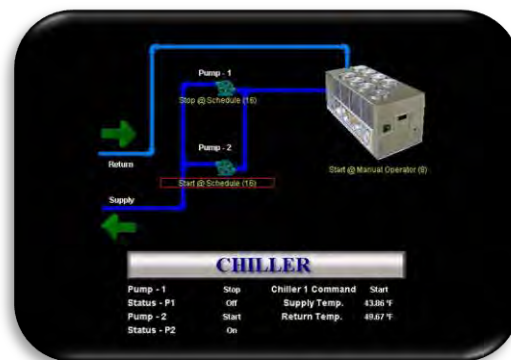 Pump - 1
Stop @ Schedule (16)
Pump - 2
Return
Start @ Schedule (16)
Start @ Manual Operator (8)
Supply
CHILLER
Pump - 1 Stop Chiller 1 Command Start
Status - P1 Off Supply Temp. 43.86 °F
Pump - 2 Start Return Temp. 49.67 °F
Status - P2 On